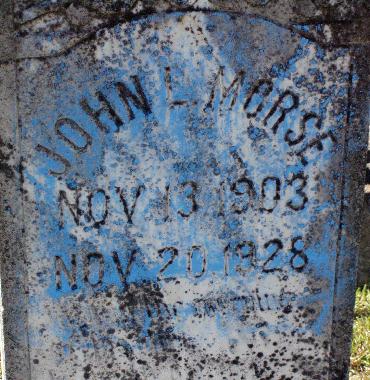 JOHN L. MORSE
NOV 13 1903
NOV. 20 1928